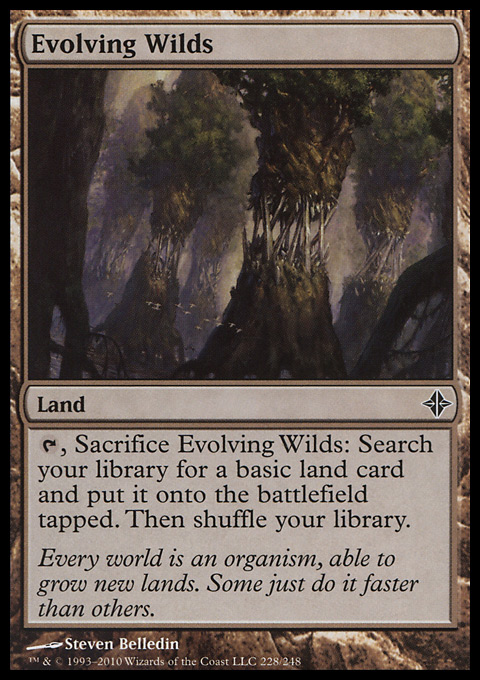 Evolving Wilds
Land
, Sacrifice Evolving Wilds: Search
your library for a basic land card
and put it onto the battlefield
tapped. Then shuffle your library.
Every world is an organism, able to
grow new lands. Some just do it faster
than others.
Steven Belledin
™ & © 1993–2010 Wizards of the Coast LLC 228/248